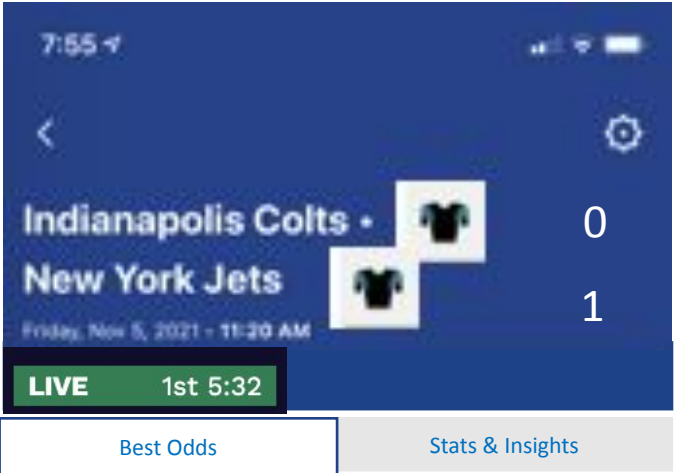 7:55
Indianapolis Colts • 0
New York Jets 1
Friday, Nov 5, 2021 - 11:20 AM
LIVE 1st 5:32
Best Odds Stats & Insights